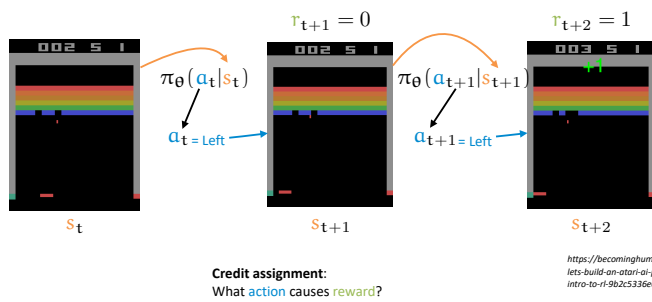 r_{t+1} = 0
r_{t+2} = 1
002 5 1
002 5 1
003 5 1
+1
π_θ(a_t|s_t)
π_θ(a_{t+1}|s_{t+1})
a_t = Left
a_{t+1} = Left
s_t
s_{t+1}
s_{t+2}
Credit assignment:
What action causes reward?
https://becominghum
lets-build-an-atari-ai-p
intro-to-rl-9b2c5336e